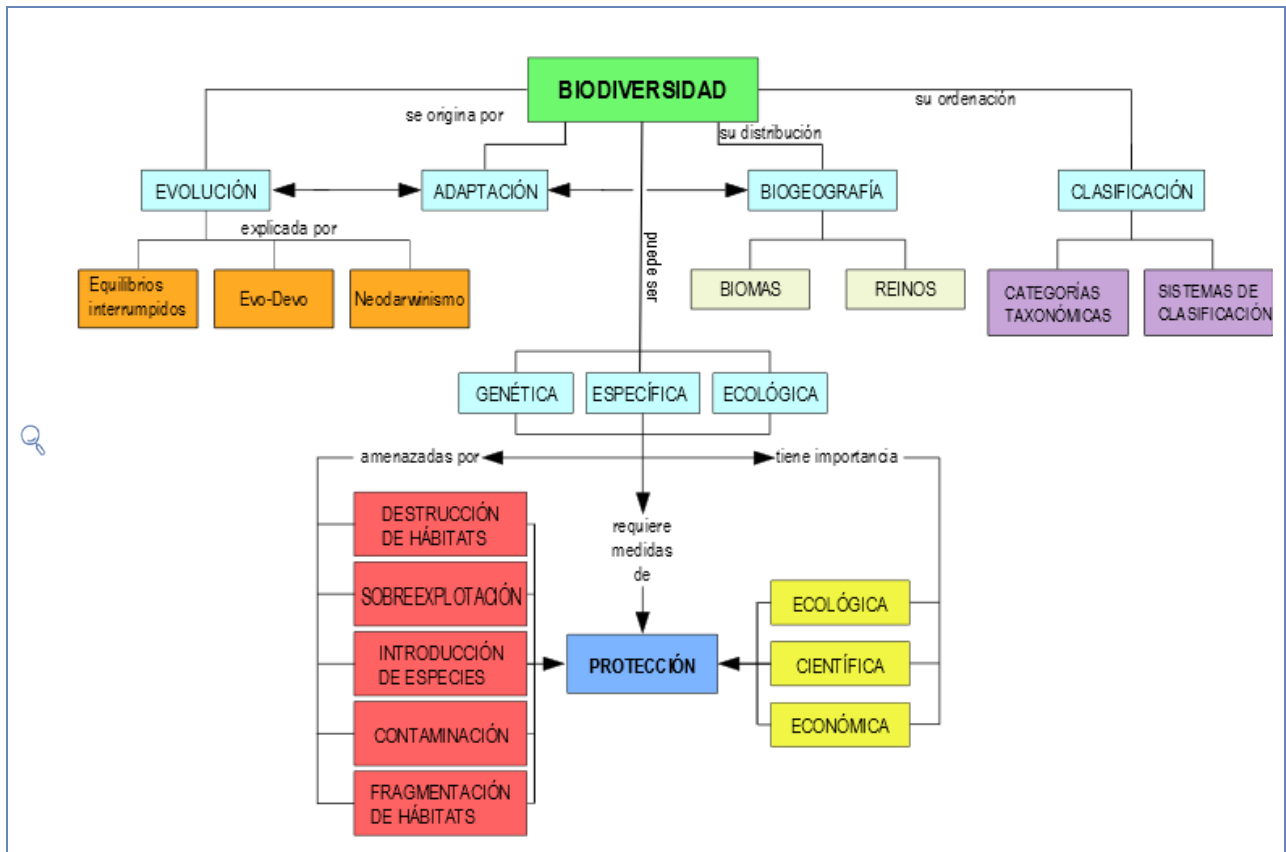 BIODIVERSIDAD
se origina por
su distribución
su ordenación
EVOLUCIÓN
ADAPTACIÓN
BIOGEOGRAFÍA
CLASIFICACIÓN
explicada por
puede ser
Equilibrios
interrumpidos
Evo-Devo
Neodarwinismo
BIOMAS
REINOS
CATEGORÍAS
TAXONÓMICAS
SISTEMAS DE
CLASIFICACIÓN
GENÉTICA
ESPECÍFICA
ECOLÓGICA
amenazadas por
tiene importancia
DESTRUCCIÓN
DE HÁBITATS
SOBREEXPLOTACIÓN
INTRODUCCIÓN
DE ESPECIES
CONTAMINACIÓN
FRAGMENTACIÓN
DE HÁBITATS
requiere
medidas
de
PROTECCIÓN
ECOLÓGICA
CIENTÍFICA
ECONÓMICA